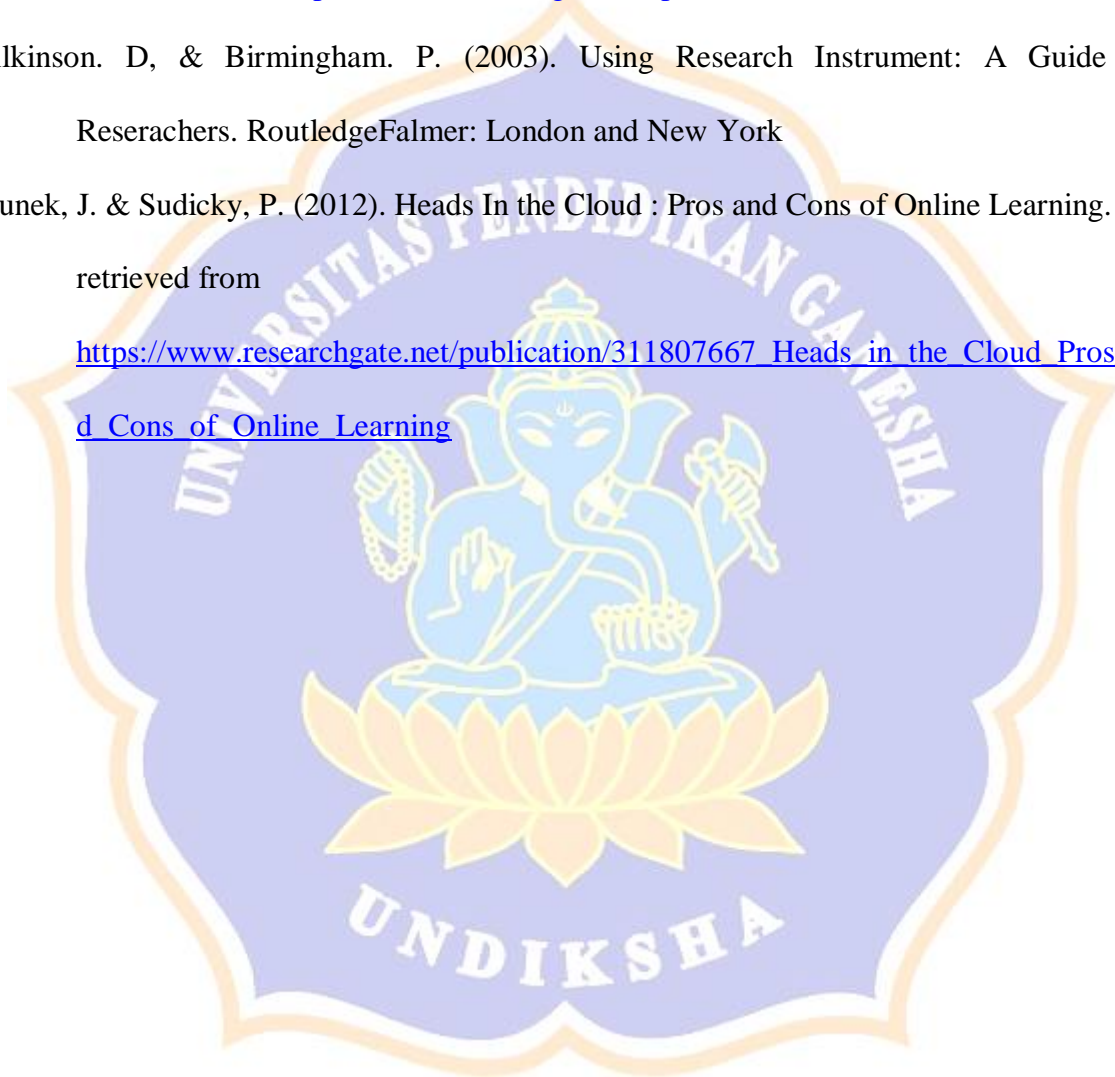 lkinson. D, & Birmingham. P. (2003). Using Research Instrument: A Guide
Reserachers. RoutledgeFalmer: London and New York
unek, J. & Sudicky, P. (2012). Heads In the Cloud : Pros and Cons of Online Learning.
retrieved from
https://www.researchgate.net/publication/311807667_Heads_in_the_Cloud_Pros
d_Cons_of_Online_Learning
UNIVERSITAS PENDIDIKAN GANESHA
UNDIKSHA